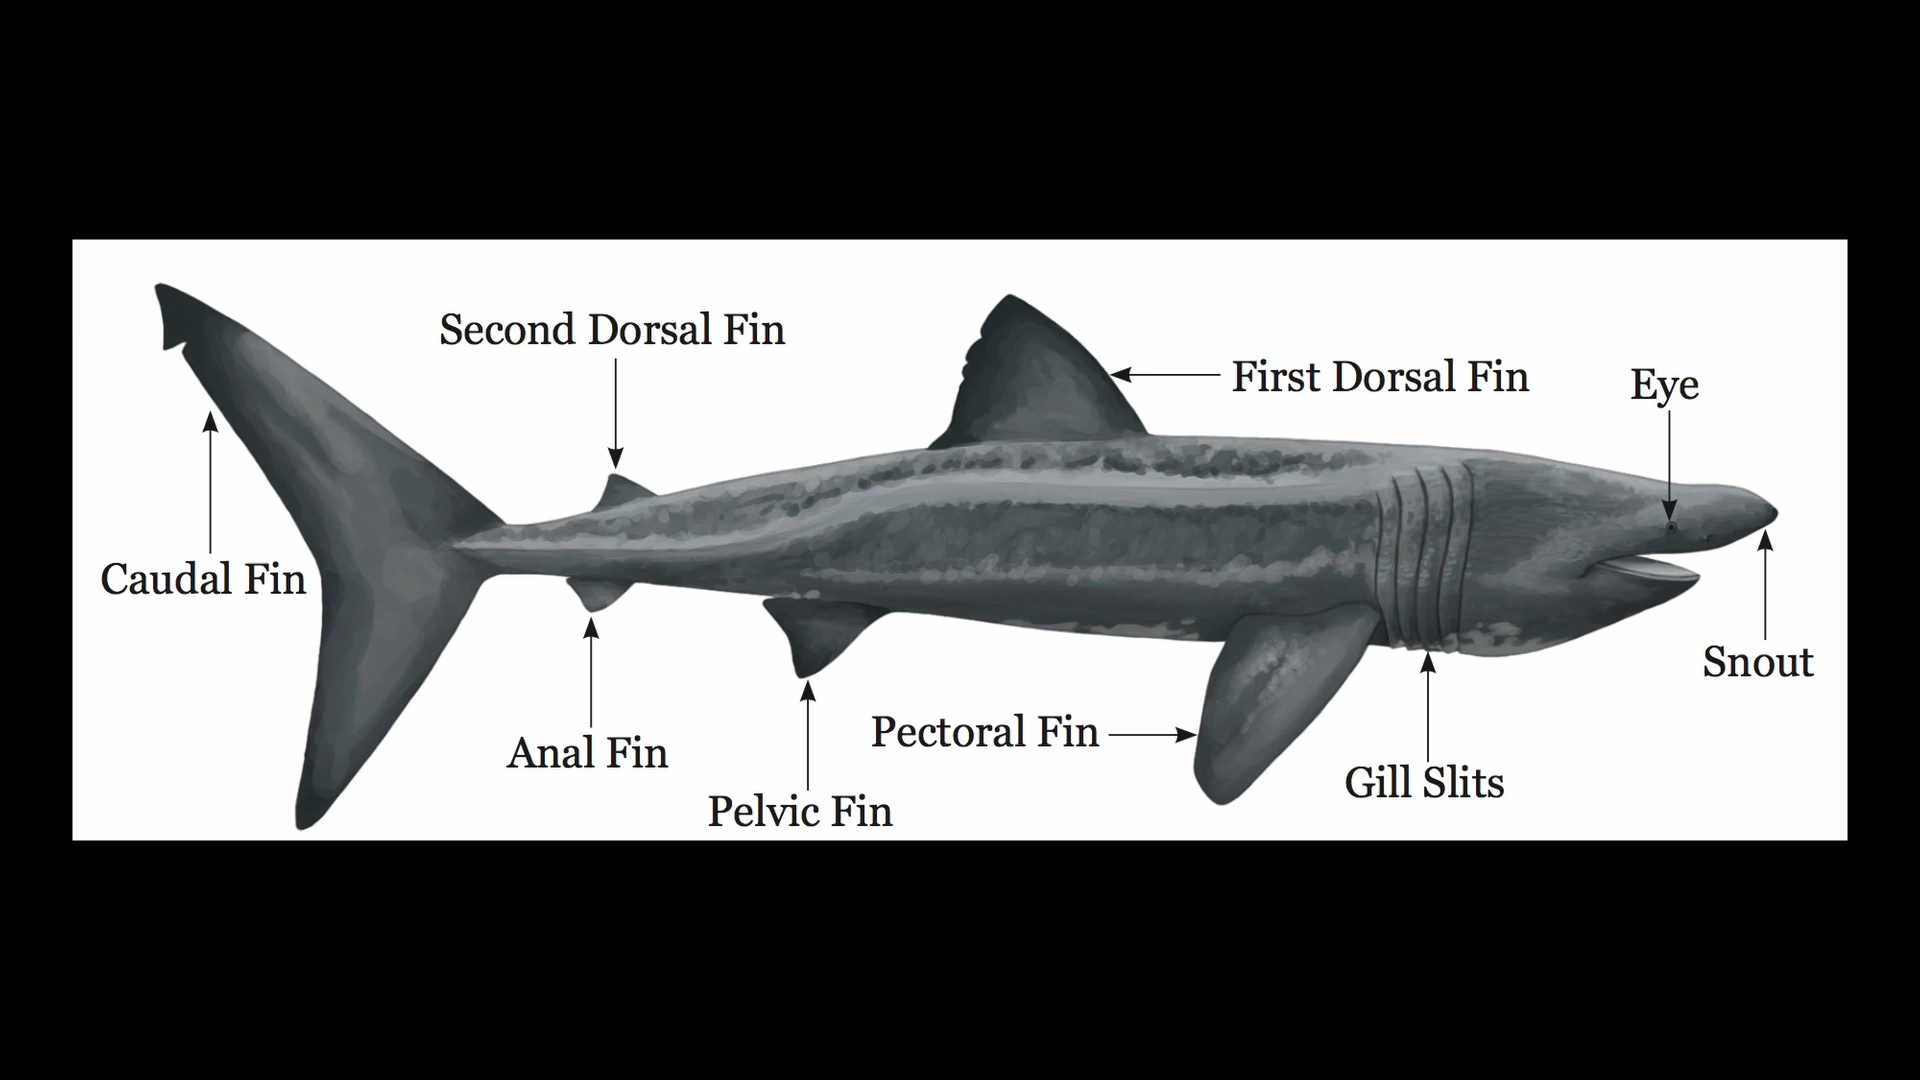 Second Dorsal Fin
First Dorsal Fin
Eye
Caudal Fin
Snout
Pectoral Fin
Anal Fin
Gill Slits
Pelvic Fin